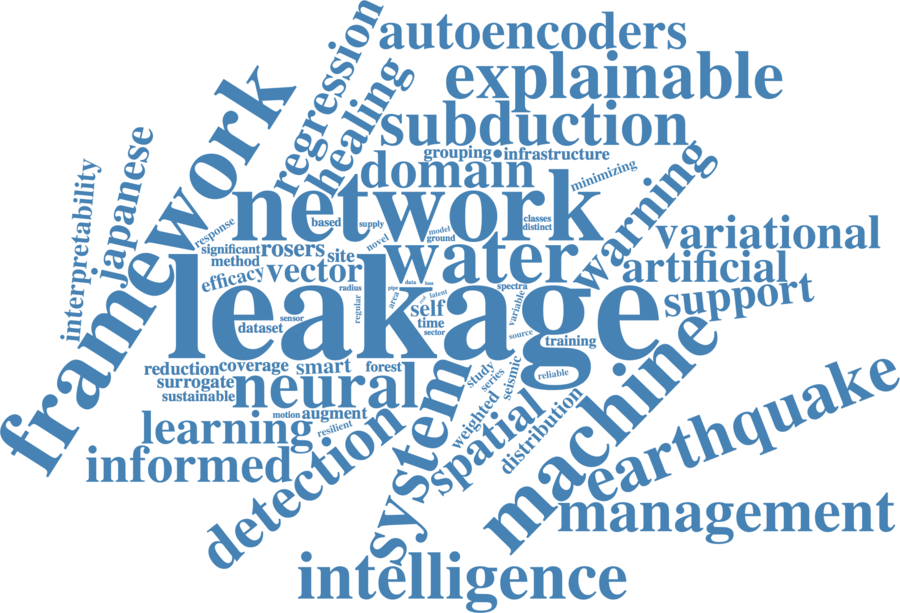 autoencoders
explainable
regression
healing
subduction
framework
grouping
infrastructure
domain
minimizing
warning
japanese
interpretability
network
response
based
supply
classes
distinct
model
ground
novel
variational
significant
rosers
site
method
water
artificial
efficacy
vector
support
leakage
radius
regular
pipe
data
area
latent
spectra
variable
self
time
sector
sensor
dataset
source
training
reduction
coverage
smart
forest
surrogate
sustainable
neural
study
series
seismic
reliable
motion
augment
resilient
learning
weighted
distribution
informed
detection
system
spatial
machine
earthquake
management
intelligence